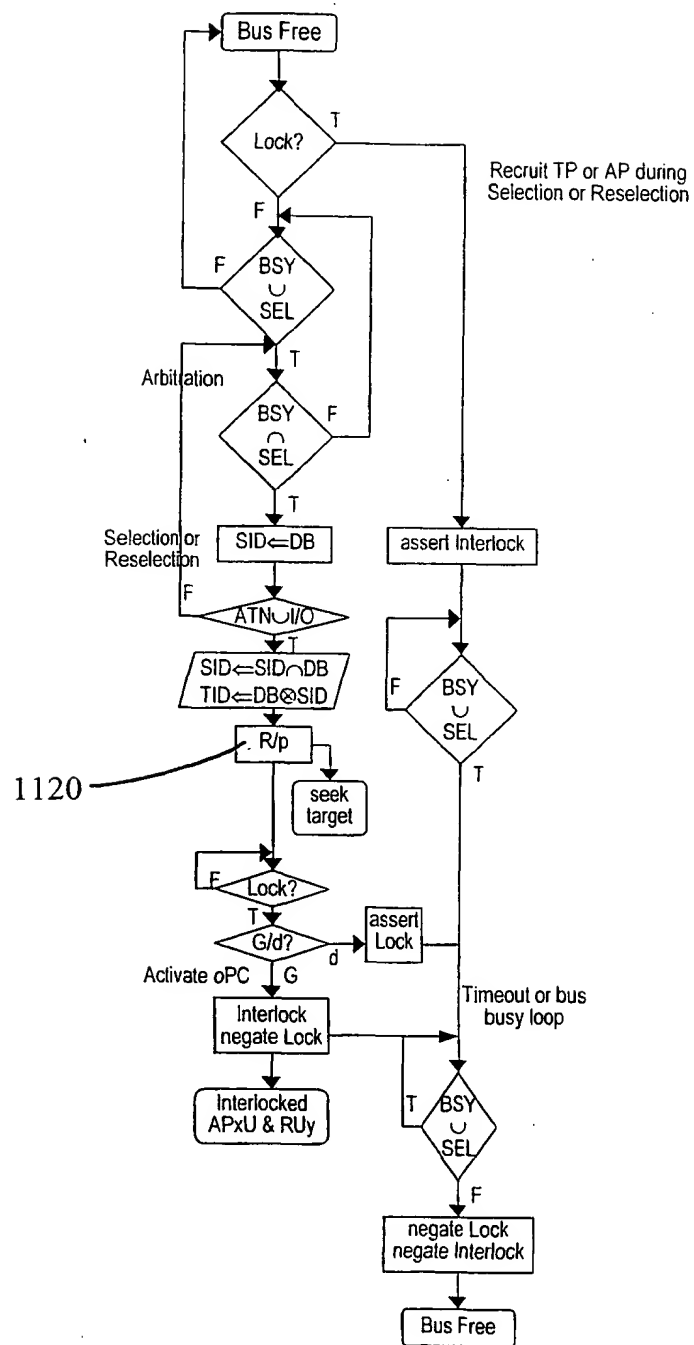 Bus Free
Lock?
T
Recruit TP or AP during
Selection or Reselection
F
BSY
∪
SEL
F
T
Arbitration
BSY
∩
SEL
F
T
Selection or
Reselection
SID⇐DB
assert Interlock
F
ATN∪I/O
T
SID⇐SID∩DB
TID⇐DB⊗SID
F
BSY
∪
SEL
T
R/p
1120
seek
target
F
Lock?
T
G/d?
d
assert
Lock
Activate oPC
G
Timeout or bus
busy loop
Interlock
negate Lock
T
BSY
∪
SEL
Interlocked
APxU & RUy
F
negate Lock
negate Interlock
Bus Free